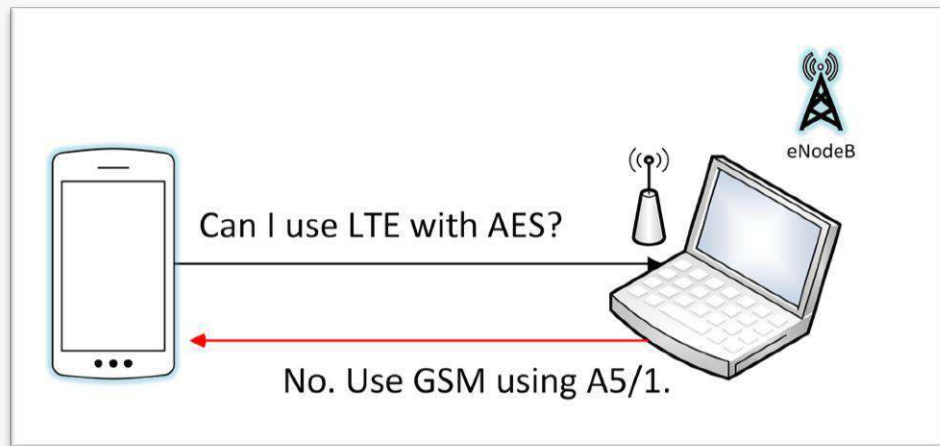 eNodeB
Can I use LTE with AES?
No. Use GSM using A5/1.